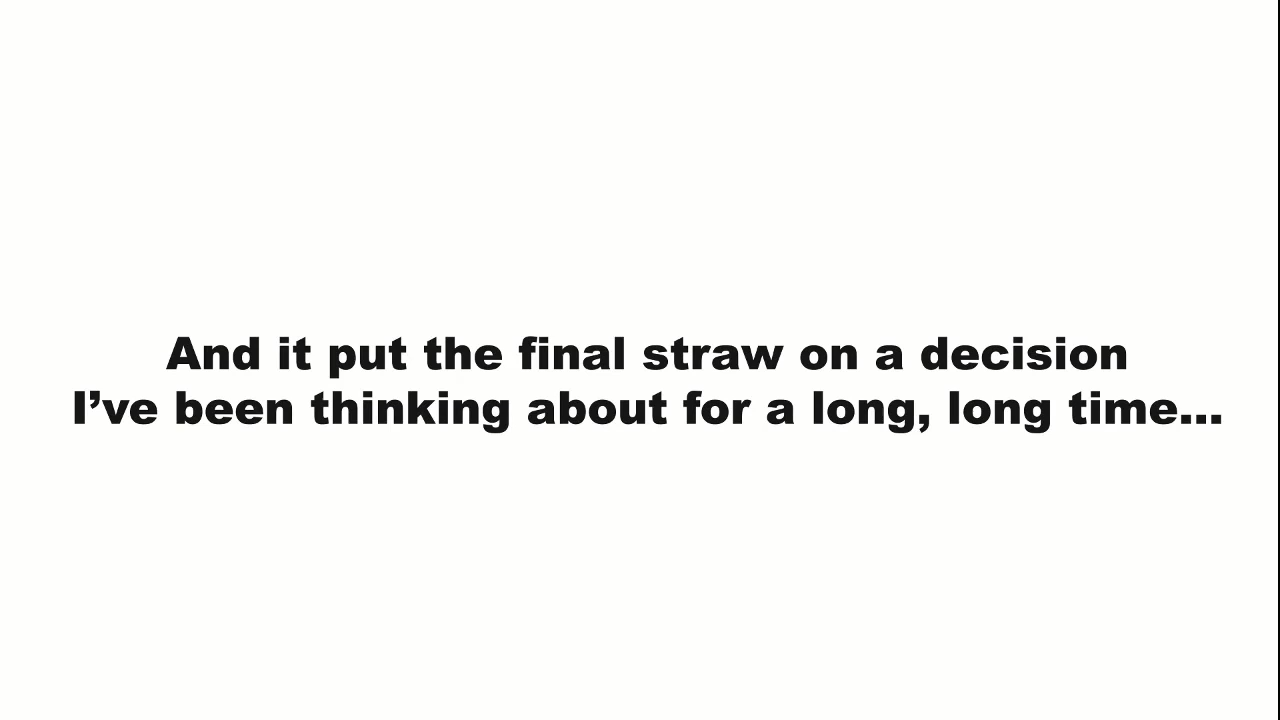 And it put the final straw on a decision
I’ve been thinking about for a long, long time...